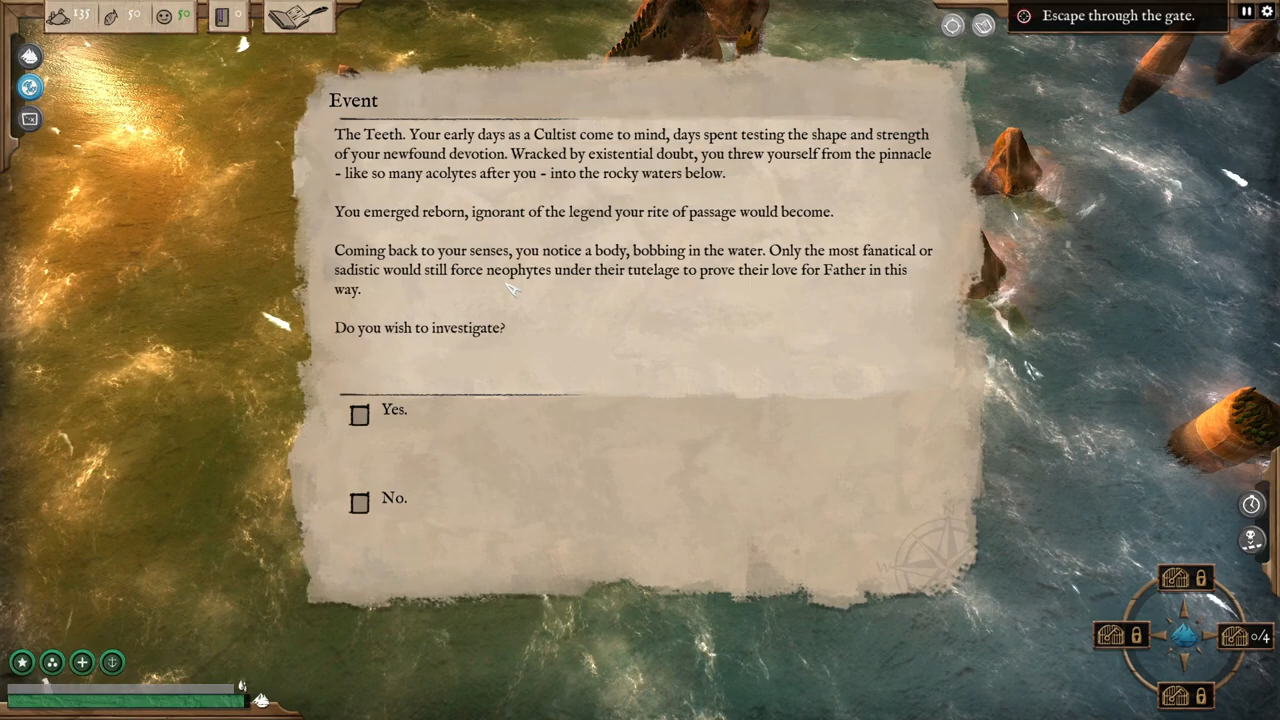 135
50
50
0
Escape through the gate.
Event
The Teeth. Your early days as a Cultist come to mind, days spent testing the shape and strength
of your newfound devotion. Wracked by existential doubt, you threw yourself from the pinnacle
- like so many acolytes after you - into the rocky waters below.
You emerged reborn, ignorant of the legend your rite of passage would become.
Coming back to your senses, you notice a body, bobbing in the water. Only the most fanatical or
sadistic would still force neophytes under their tutelage to prove their love for Father in this
way.
Do you wish to investigate?
Yes.
No.
N
W
0/4